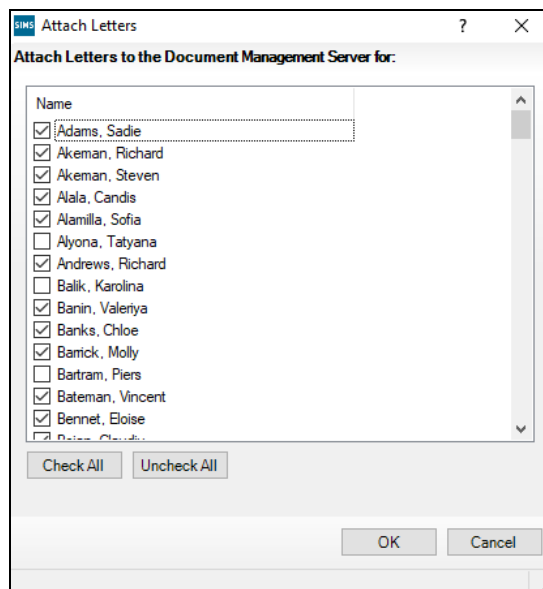 SIMS Attach Letters ?
Attach Letters to the Document Management Server for:
Name
Adams, Sadie
Akeman, Richard
Akeman, Steven
Alala, Candis
Alamilla, Sofia
Alyona, Tatyana
Andrews, Richard
Balik, Karolina
Banin, Valeriya
Banks, Chloe
Barrick, Molly
Bartram, Piers
Bateman, Vincent
Bennet, Eloise
Check All Uncheck All
OK Cancel